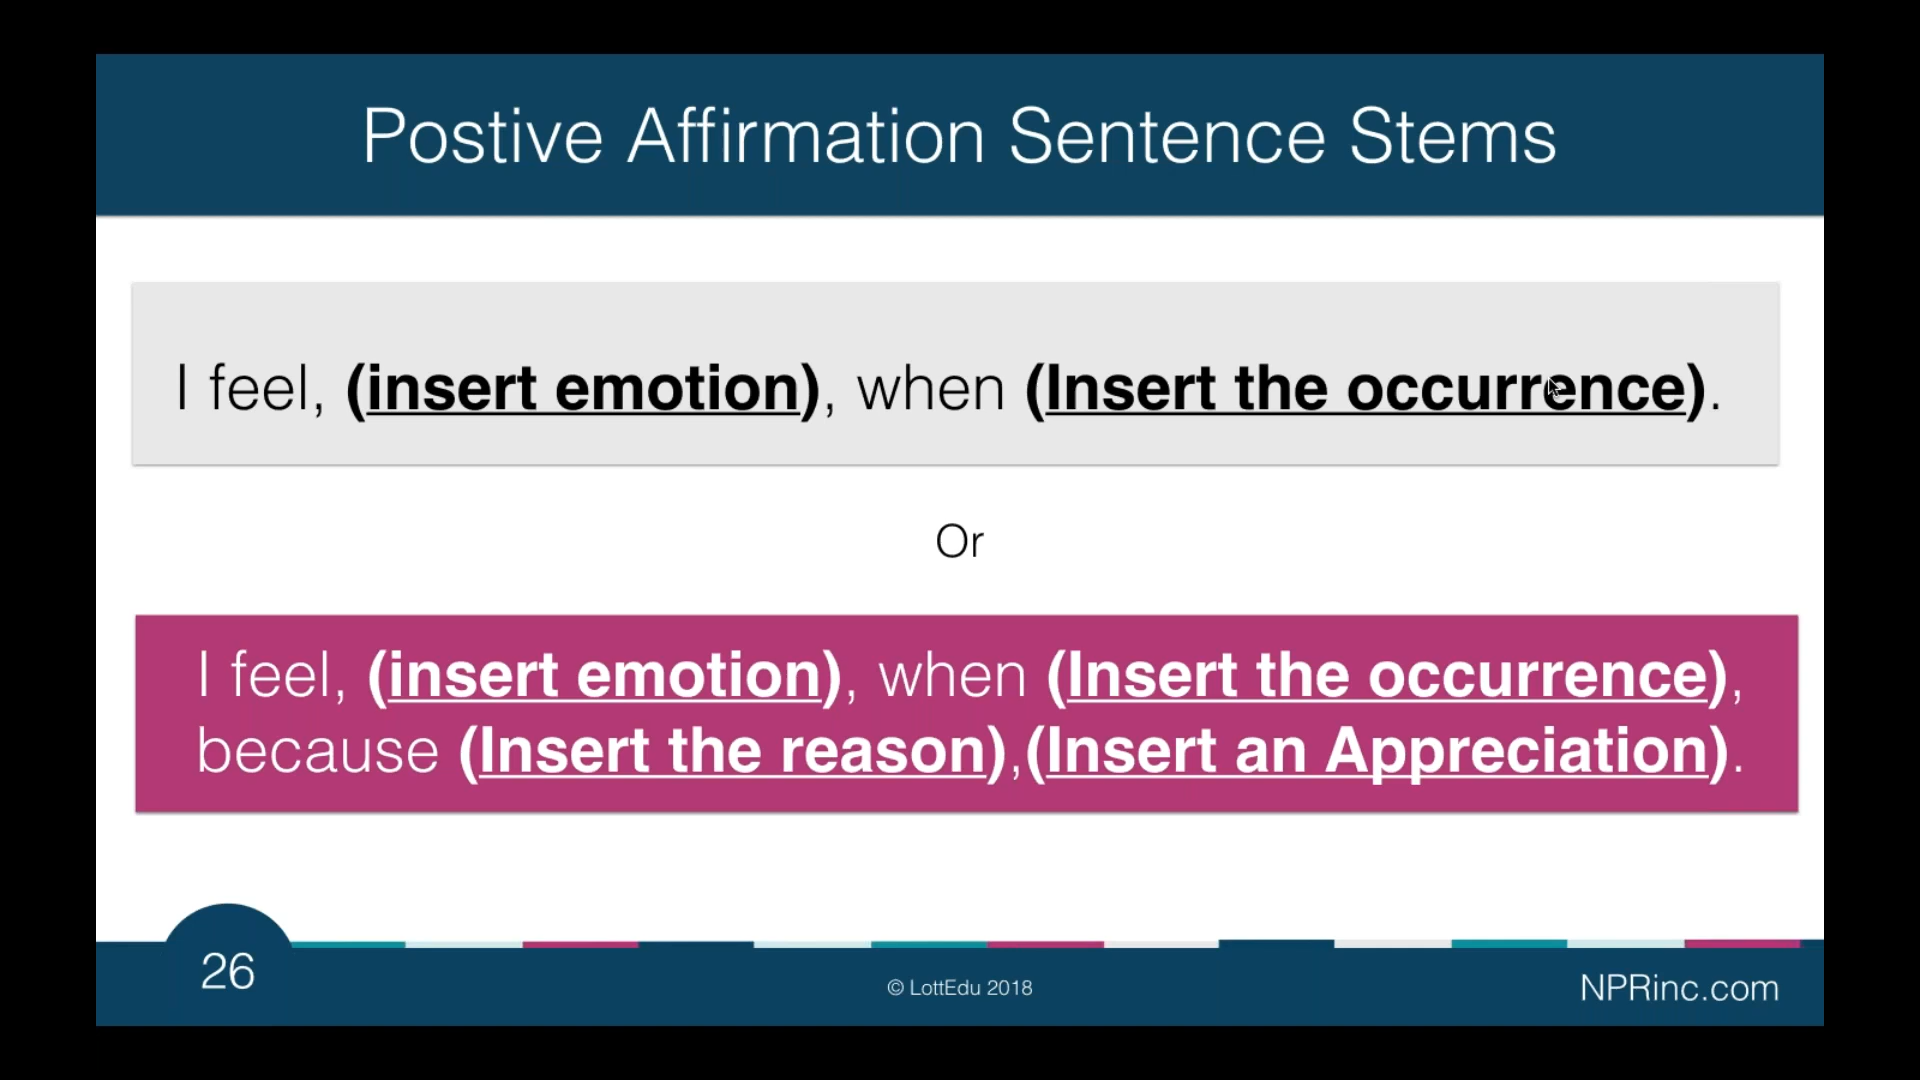 Postive Affirmation Sentence Stems
I feel, (insert emotion), when (Insert the occurrence).
Or
I feel, (insert emotion), when (Insert the occurrence),
because (Insert the reason),(Insert an Appreciation).
26
© LottEdu 2018
NPRinc.com